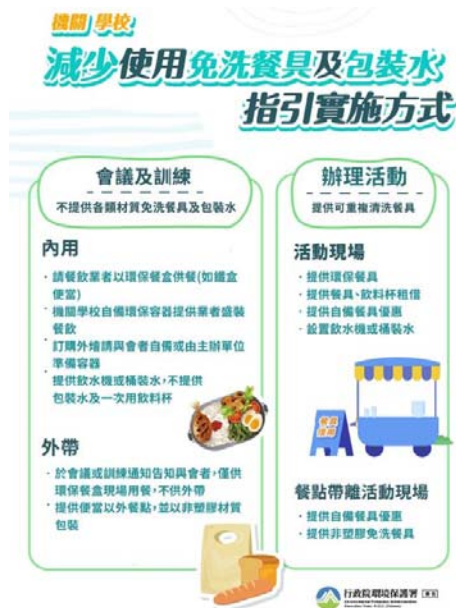 機關 學校
減少使用免洗餐具及包裝水
指引實施方式
會議及訓練
不提供各類材質免洗餐具及包裝水
內用
·請餐飲業者以環保餐盒供餐(如鐵盒
便當)
·機關學校自備環保容器提供業者盛裝
餐飲
·訂購外燴請與會者自備或由主辦單位
準備容器
·提供飲水機或桶裝水,不提供
包裝水及一次用飲料杯
外帶
·於會議或訓練通知告知與會者,僅供
環保餐盒現場用餐,不供外帶
·提供便當以外餐點,並以非塑膠材質
包裝
辦理活動
提供可重複清洗餐具
活動現場
·提供環保餐具
·提供餐具、飲料杯租借
·提供自備餐具優惠
·設置飲水機或桶裝水
餐具
借用
餐點帶離活動現場
·提供自備餐具優惠
·提供非塑膠免洗餐具
行政院環境保護署